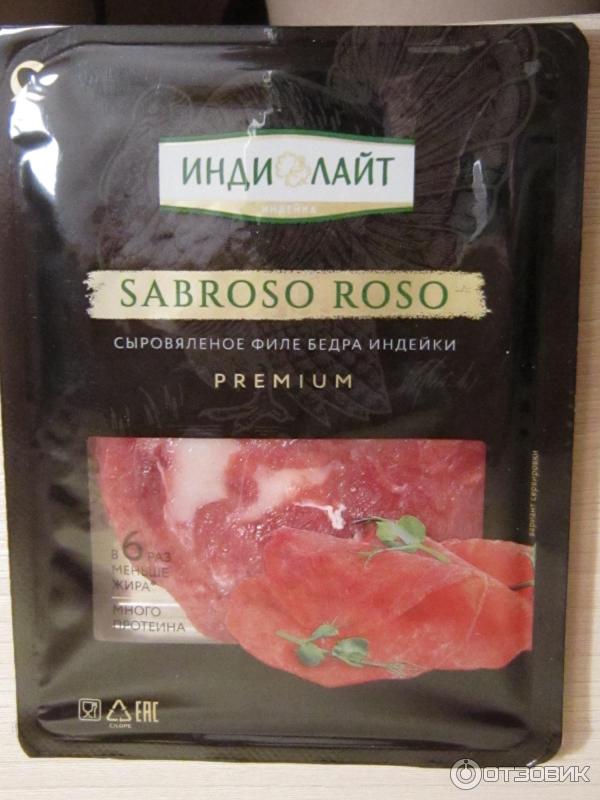 ИНДИ ЛАЙТ
ИНДЕЙКА
SABROSO ROSO
СЫРОВЯЛЕНОЕ ФИЛЕ БЕДРА ИНДЕЙКИ
PREMIUM
вариант сервировки
В 6 РАЗ
МЕНЬШЕ
ЖИРА*
МНОГО
ПРОТЕИНА
C/LDPE
EAC
ОТЗОВИК